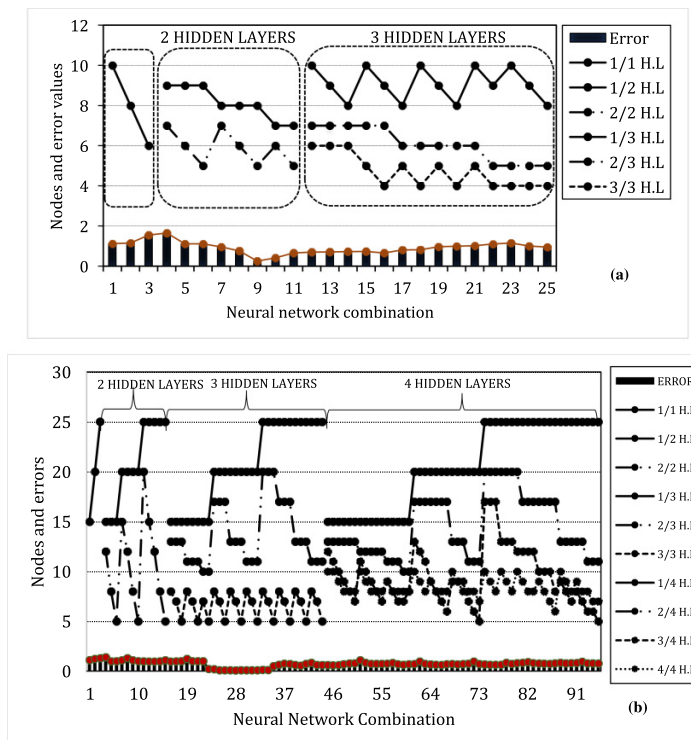 12
10
8
6
4
2
0
Nodes and error values
2 HIDDEN LAYERS
3 HIDDEN LAYERS
1 3 5 7 9 11 13 15 17 19 21 23 25
Neural network combination
Error
1/1 H.L
1/2 H.L
2/2 H.L
1/3 H.L
2/3 H.L
3/3 H.L
(a)
30
25
20
15
10
5
0
Nodes and errors
2 HIDDEN LAYERS
3 HIDDEN LAYERS
4 HIDDEN LAYERS
1 10 19 28 37 46 55 64 73 82 91
Neural Network Combination
ERROR
1/1 H.L
1/2 H.L
2/2 H.L
1/3 H.L
2/3 H.L
3/3 H.L
1/4 H.L
2/4 H.L
3/4 H.L
4/4 H.L
(b)